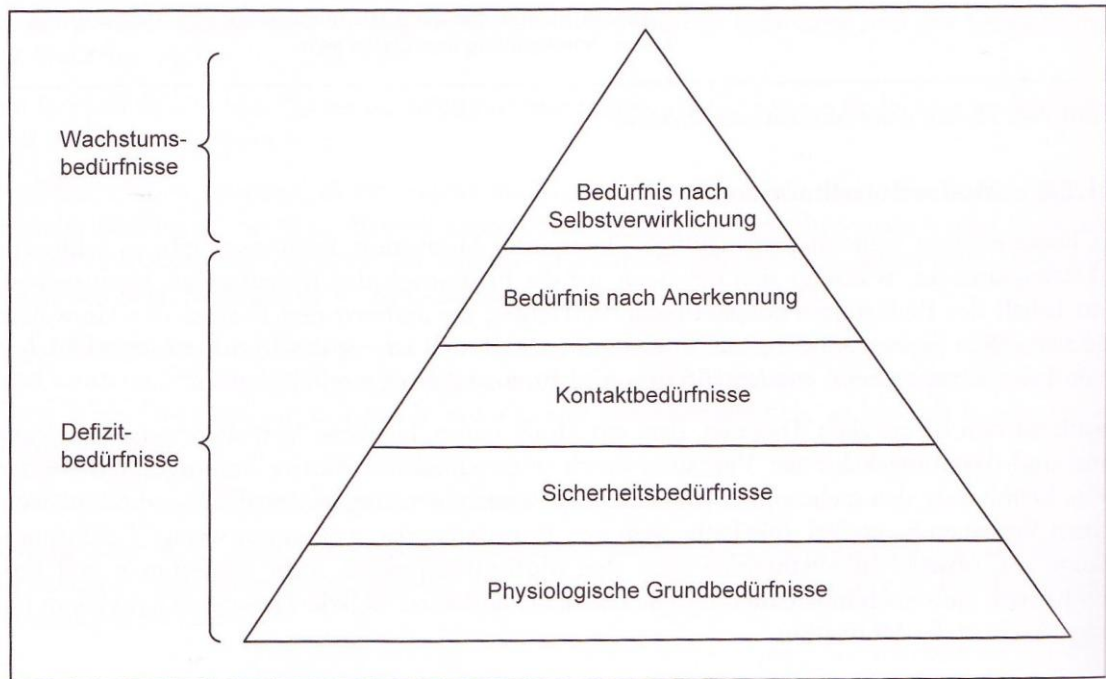 Wachstums-
bedürfnisse
Bedürfnis nach
Selbstverwirklichung
Bedürfnis nach Anerkennung
Kontaktbedürfnisse
Defizit-
bedürfnisse
Sicherheitsbedürfnisse
Physiologische Grundbedürfnisse